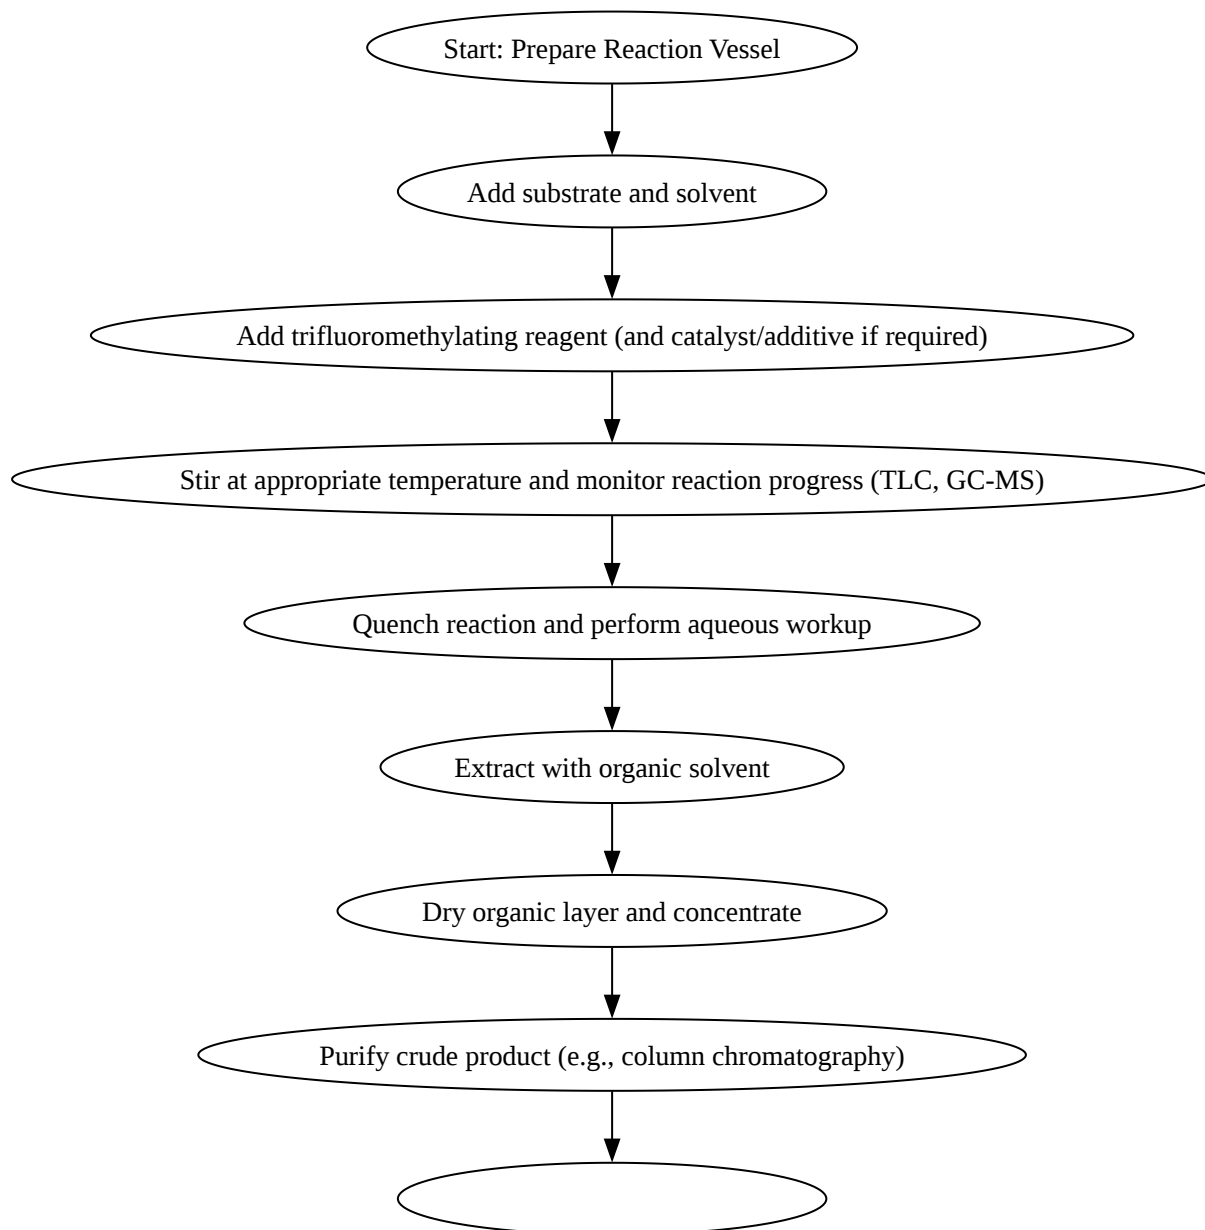 Start: Prepare Reaction Vessel
Add substrate and solvent
Add trifluoromethylating reagent (and catalyst/additive if required)
Stir at appropriate temperature and monitor reaction progress (TLC, GC-MS)
Quench reaction and perform aqueous workup
Extract with organic solvent
Dry organic layer and concentrate
Purify crude product (e.g., column chromatography)